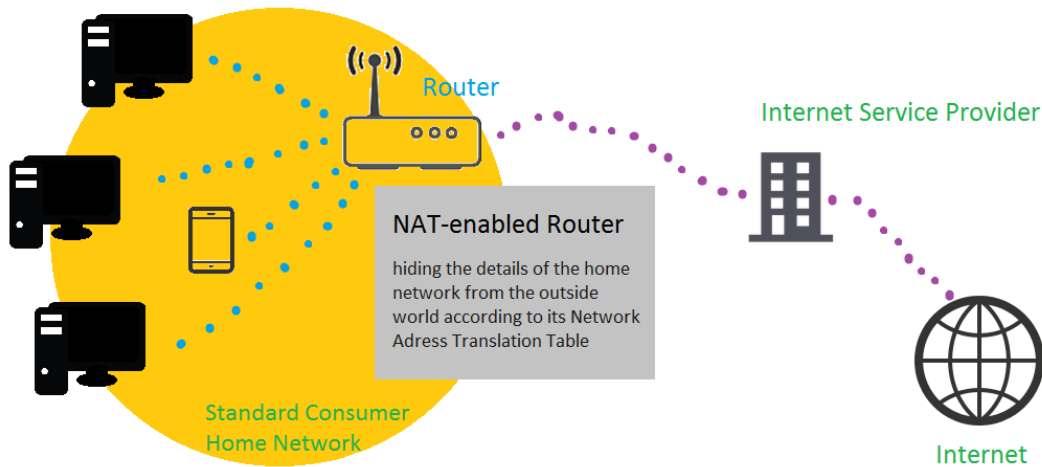 Router
Internet Service Provider
NAT-enabled Router
hiding the details of the home
network from the outside
world according to its Network
Adress Translation Table
Standard Consumer
Home Network
Internet